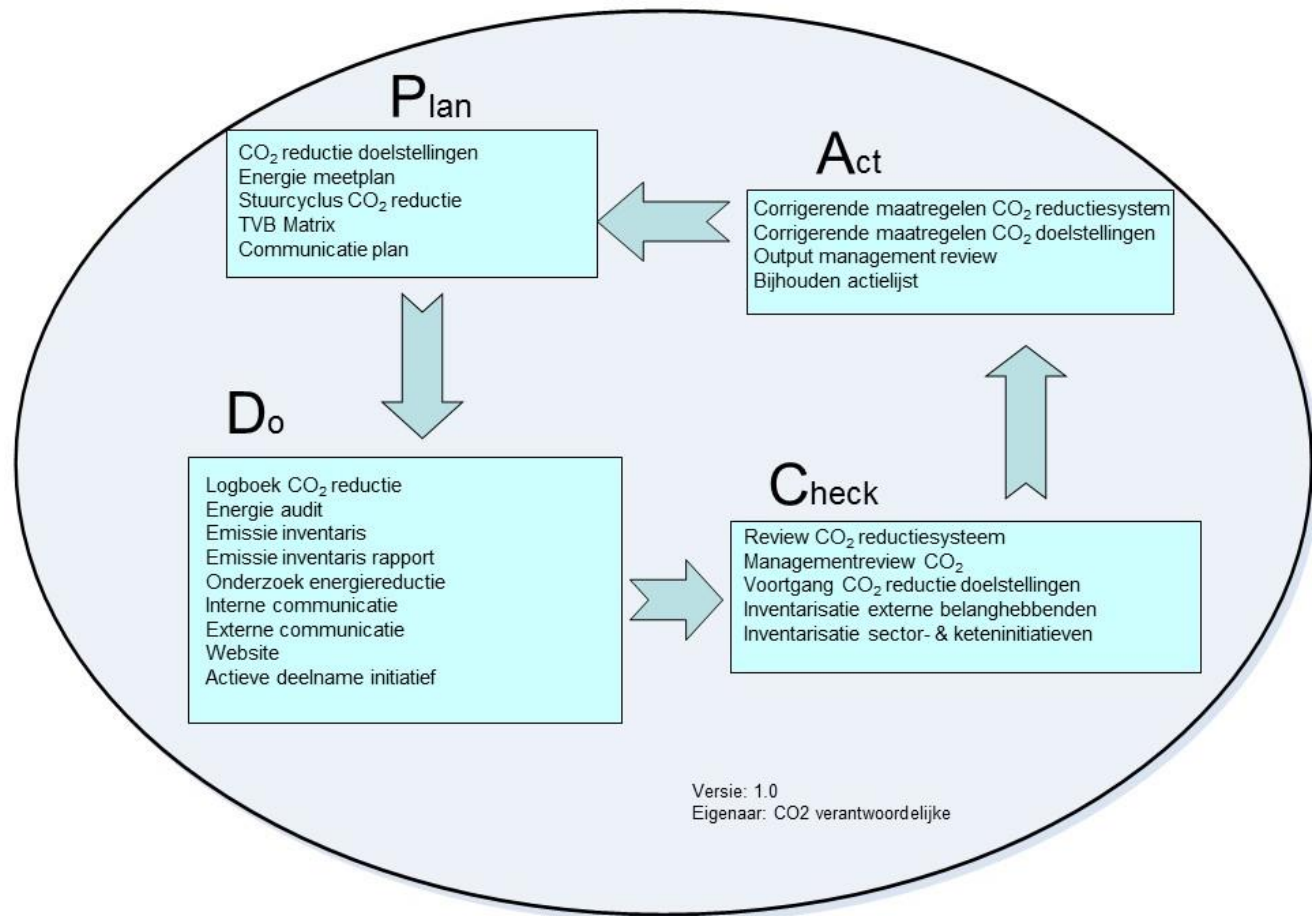 Plan
CO₂ reductie doelstellingen
Energie meetplan
Stuurcyclus CO₂ reductie
TVB Matrix
Communicatie plan
Do
Logboek CO₂ reductie
Energie audit
Emissie inventaris
Emissie inventaris rapport
Onderzoek energiereductie
Interne communicatie
Externe communicatie
Website
Actieve deelname initiatief
Check
Review CO₂ reductiesysteem
Managementreview CO₂
Voortgang CO₂ reductie doelstellingen
Inventarisatie externe belanghebbenden
Inventarisatie sector- & keteninitiatieven
Act
Corrigerende maatregelen CO₂ reductiesystem
Corrigerende maatregelen CO₂ doelstellingen
Output management review
Bijhouden actielijst
Versie: 1.0
Eigenaar: CO2 verantwoordelijke